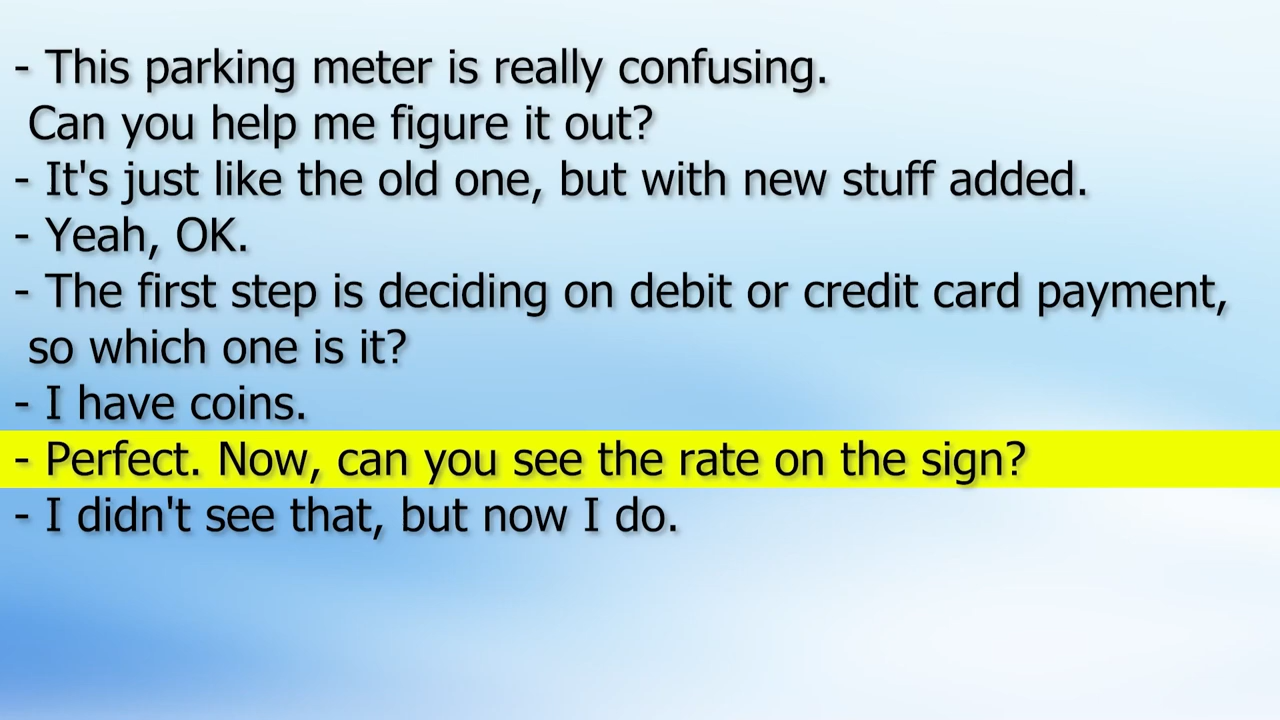 - This parking meter is really confusing.
Can you help me figure it out?
- It's just like the old one, but with new stuff added.
- Yeah, OK.
- The first step is deciding on debit or credit card payment,
so which one is it?
- I have coins.
- Perfect. Now, can you see the rate on the sign?
- I didn't see that, but now I do.